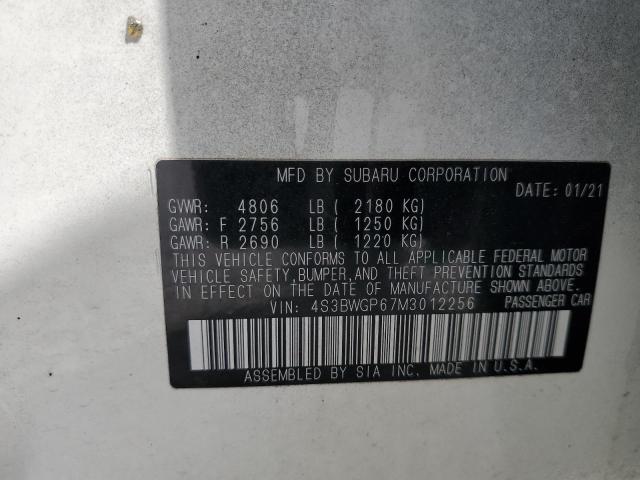 MFD BY SUBARU CORPORATION
DATE: 01/21
GVWR: 4806 LB ( 2180 KG)
GAWR: F 2756 LB ( 1250 KG)
GAWR: R 2690 LB ( 1220 KG)
THIS VEHICLE CONFORMS TO ALL APPLICABLE FEDERAL MOTOR
VEHICLE SAFETY,BUMPER,AND THEFT PREVENTION STANDARDS
IN EFFECT ON THE DATE OF MANUFACTURE SHOWN ABOVE.
VIN: 4S3BWGP67M3012256 PASSENGER CAR
ASSEMBLED BY SIA INC. MADE IN U.S.A.